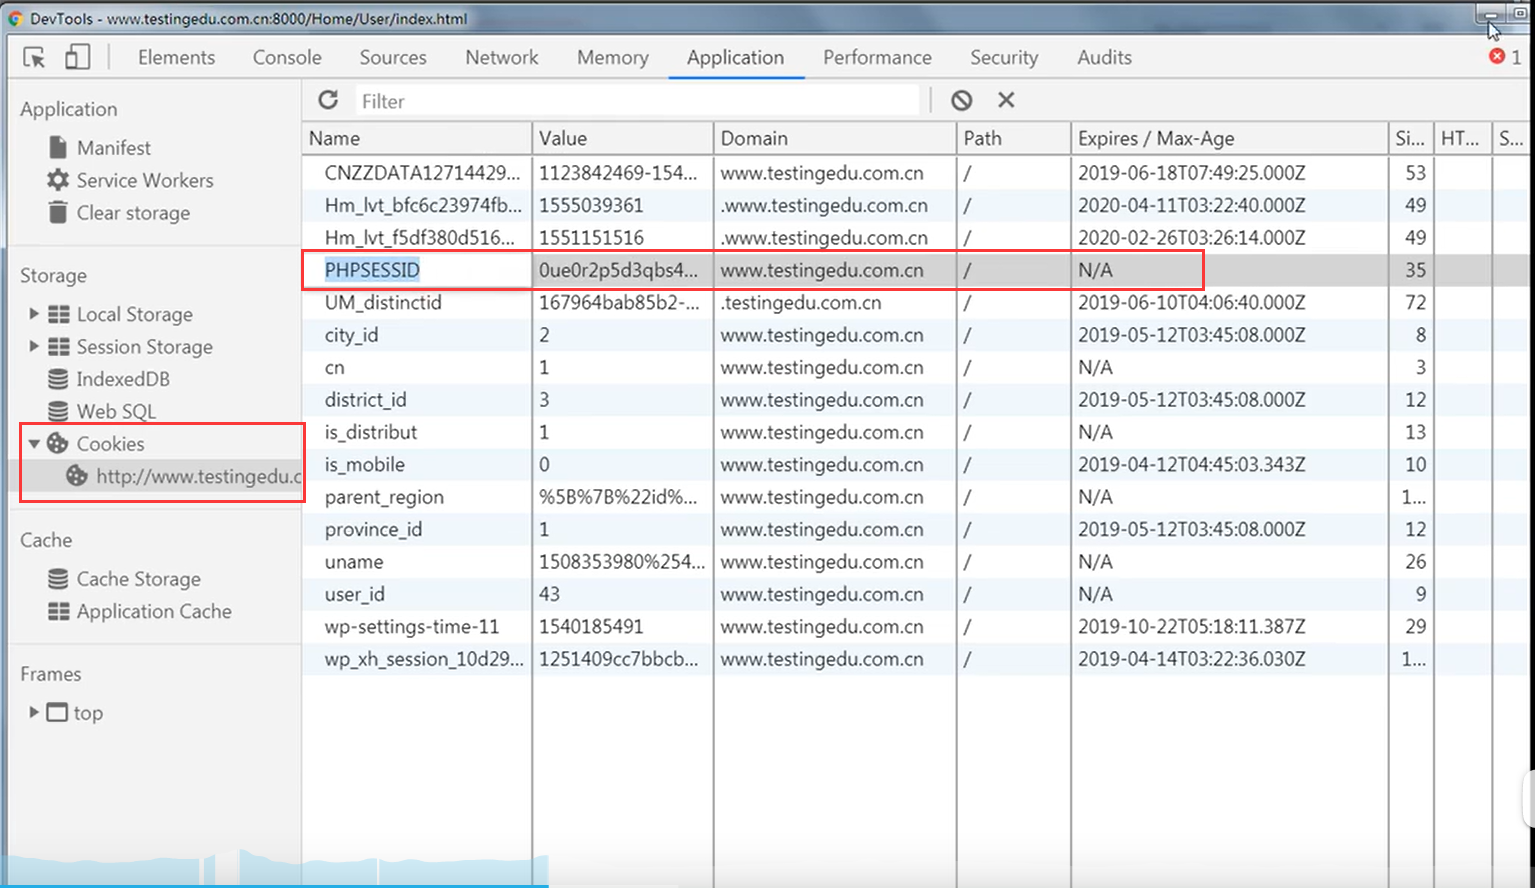 DevTools - www.testingedu.com.cn:8000/Home/User/index.html
Elements Console Sources Network Memory Application Performance Security Audits 1
Application
Manifest
Service Workers
Clear storage
Storage
Local Storage
Session Storage
IndexedDB
Web SQL
Cookies
http://www.testingedu.c
Cache
Cache Storage
Application Cache
Frames
top
Filter
Name Value Domain Path Expires / Max-Age Si... HT... S...
CNZZDATA12714429... 1123842469-154... www.testingedu.com.cn / 2019-06-18T07:49:25.000Z 53
Hm_lvt_bfc6c23974fb... 1555039361 .www.testingedu.com.cn / 2020-04-11T03:22:40.000Z 49
Hm_lvt_f5df380d516... 1551151516 .www.testingedu.com.cn / 2020-02-26T03:26:14.000Z 49
PHPSESSID 0ue0r2p5d3qbs4... www.testingedu.com.cn / N/A 35
UM_distinctid 167964bab85b2-... .testingedu.com.cn / 2019-06-10T04:06:40.000Z 72
city_id 2 www.testingedu.com.cn / 2019-05-12T03:45:08.000Z 8
cn 1 www.testingedu.com.cn / N/A 3
district_id 3 www.testingedu.com.cn / 2019-05-12T03:45:08.000Z 12
is_distribut 1 www.testingedu.com.cn / N/A 13
is_mobile 0 www.testingedu.com.cn / 2019-04-12T04:45:03.343Z 10
parent_region %5B%7B%22id%... www.testingedu.com.cn / N/A 1...
province_id 1 www.testingedu.com.cn / 2019-05-12T03:45:08.000Z 12
uname 1508353980%254... www.testingedu.com.cn / N/A 26
user_id 43 www.testingedu.com.cn / N/A 9
wp-settings-time-11 1540185491 www.testingedu.com.cn / 2019-10-22T05:18:11.387Z 29
wp_xh_session_10d29... 1251409cc7bbcb... www.testingedu.com.cn / 2019-04-14T03:22:36.030Z 1...